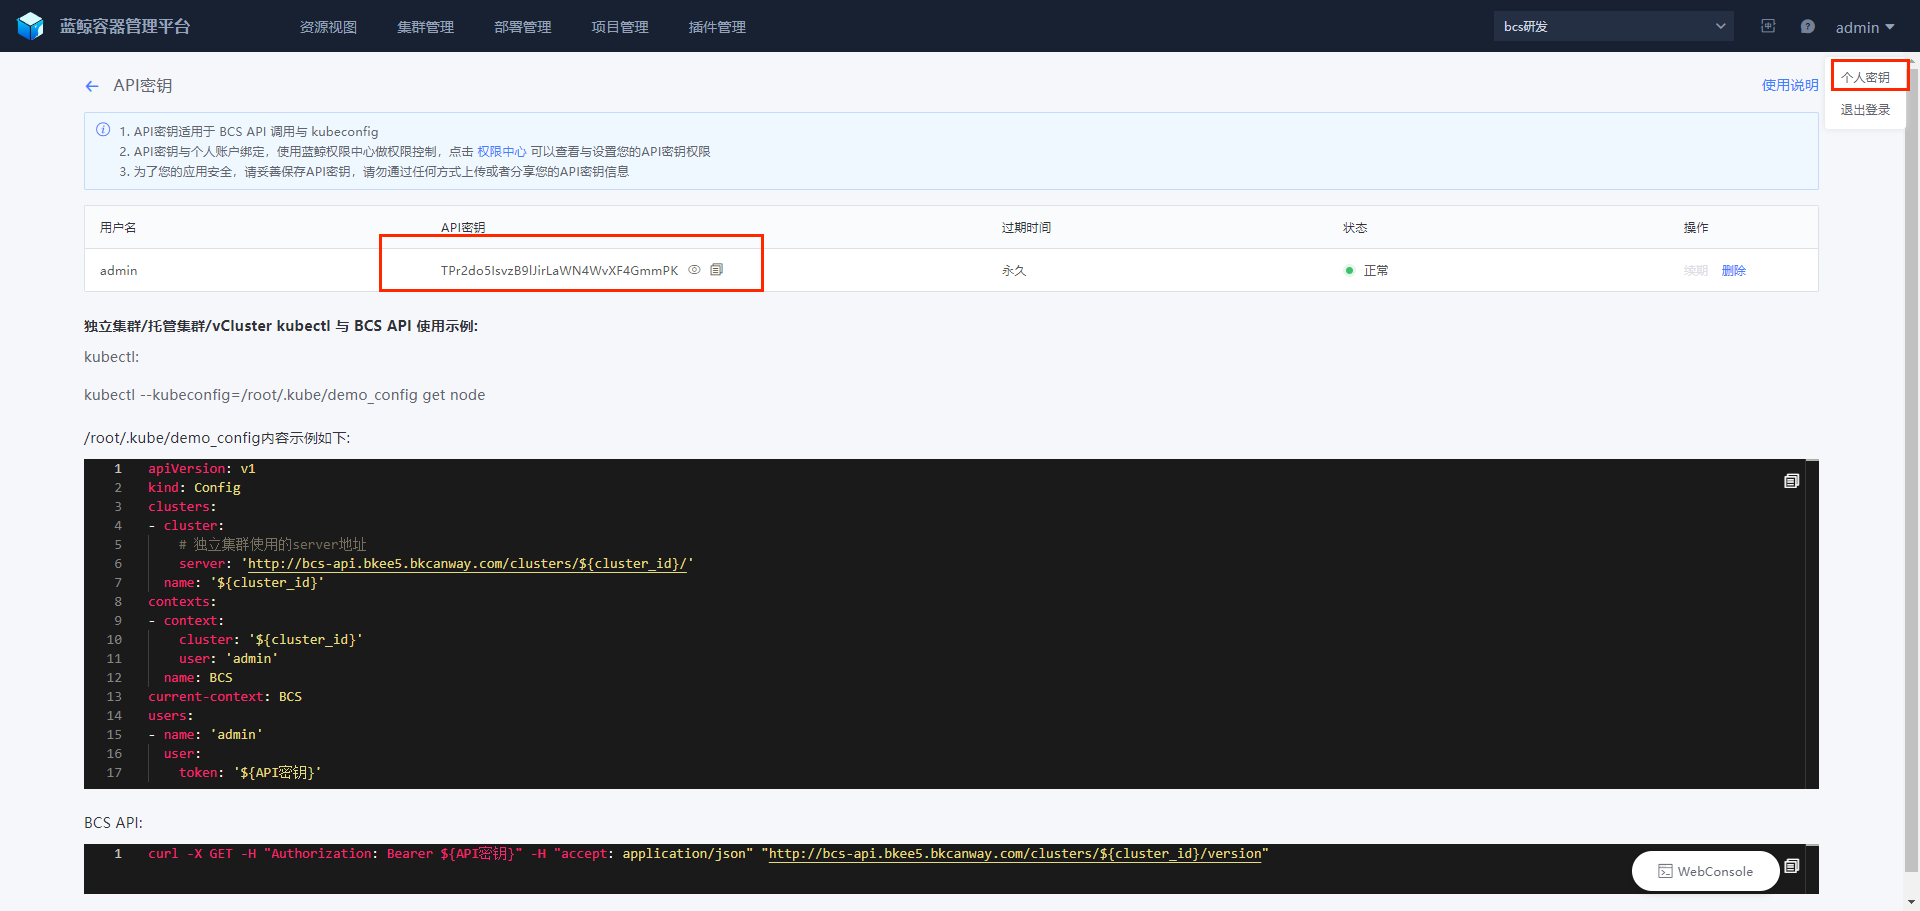 蓝鲸容器管理平台 资源视图 集群管理 部署管理 项目管理 插件管理 bcs研发 admin
个人密钥
退出登录
API密钥 使用说明
1. API密钥适用于 BCS API 调用与 kubeconfig
2. API密钥与个人账户绑定，使用蓝鲸权限中心做权限控制，点击 权限中心 可以查看与设置您的API密钥权限
3. 为了您的应用安全，请妥善保存API密钥，请勿通过任何方式上传或者分享您的API密钥信息
用户名 API密钥 过期时间 状态 操作
admin TPr2do5IsvzB9lJirLaWN4WvXF4GmmPK 永久 正常 续期 删除
独立集群/托管集群/vCluster kubectl 与 BCS API 使用示例:
kubectl:
kubectl --kubeconfig=/root/.kube/demo_config get node
/root/.kube/demo_config内容示例如下:
1 apiVersion: v1
2 kind: Config
3 clusters:
4 - cluster:
5 # 独立集群使用的server地址
6 server: 'http://bcs-api.bkee5.bkcanway.com/clusters/${cluster_id}/'
7 name: '${cluster_id}'
8 contexts:
9 - context:
10 cluster: '${cluster_id}'
11 user: 'admin'
12 name: BCS
13 current-context: BCS
14 users:
15 - name: 'admin'
16 user:
17 token: '${API密钥}'
BCS API:
1 curl -X GET -H "Authorization: Bearer ${API密钥}" -H "accept: application/json" "http://bcs-api.bkee5.bkcanway.com/clusters/${cluster_id}/version"
WebConsole